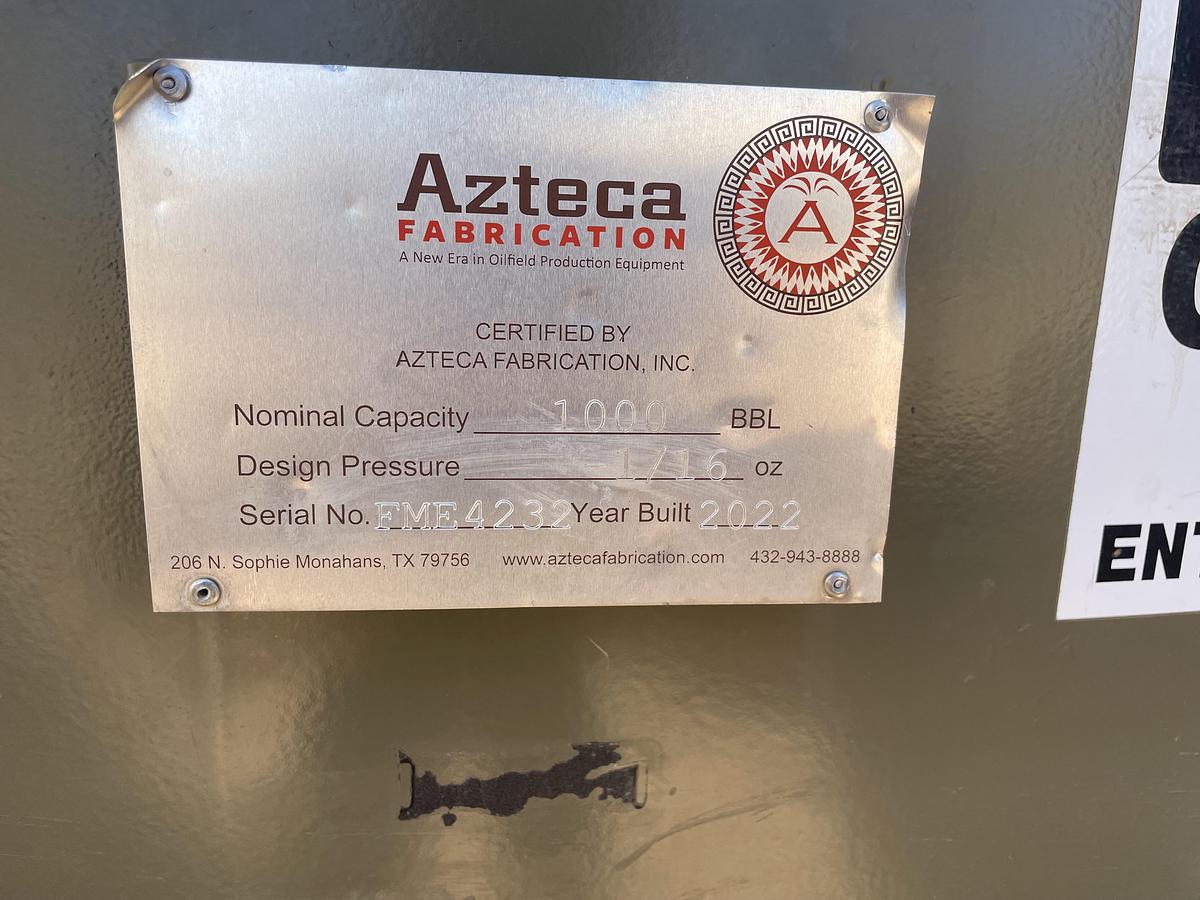 Azteca
FABRICATION
A New Era in Oilfield Production Equipment
A
CERTIFIED BY
AZTECA FABRICATION, INC.
Nominal Capacity 1000 BBL
Design Pressure 1/16 oz
Serial No. FME4232 Year Built 2022
206 N. Sophie Monahans, TX 79756 www.aztecafabrication.com 432-943-8888
ENT